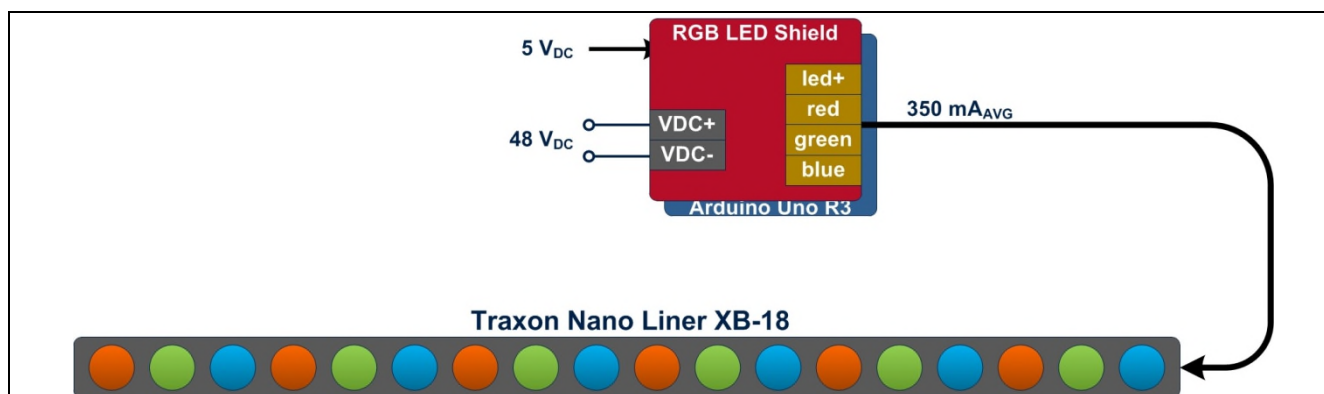 RGB LED Shield
5 VDC
led+
red
350 mAAVG
green
blue
48 VDC
VDC+
VDC-
Arduino Uno R3
Traxon Nano Liner XB-18